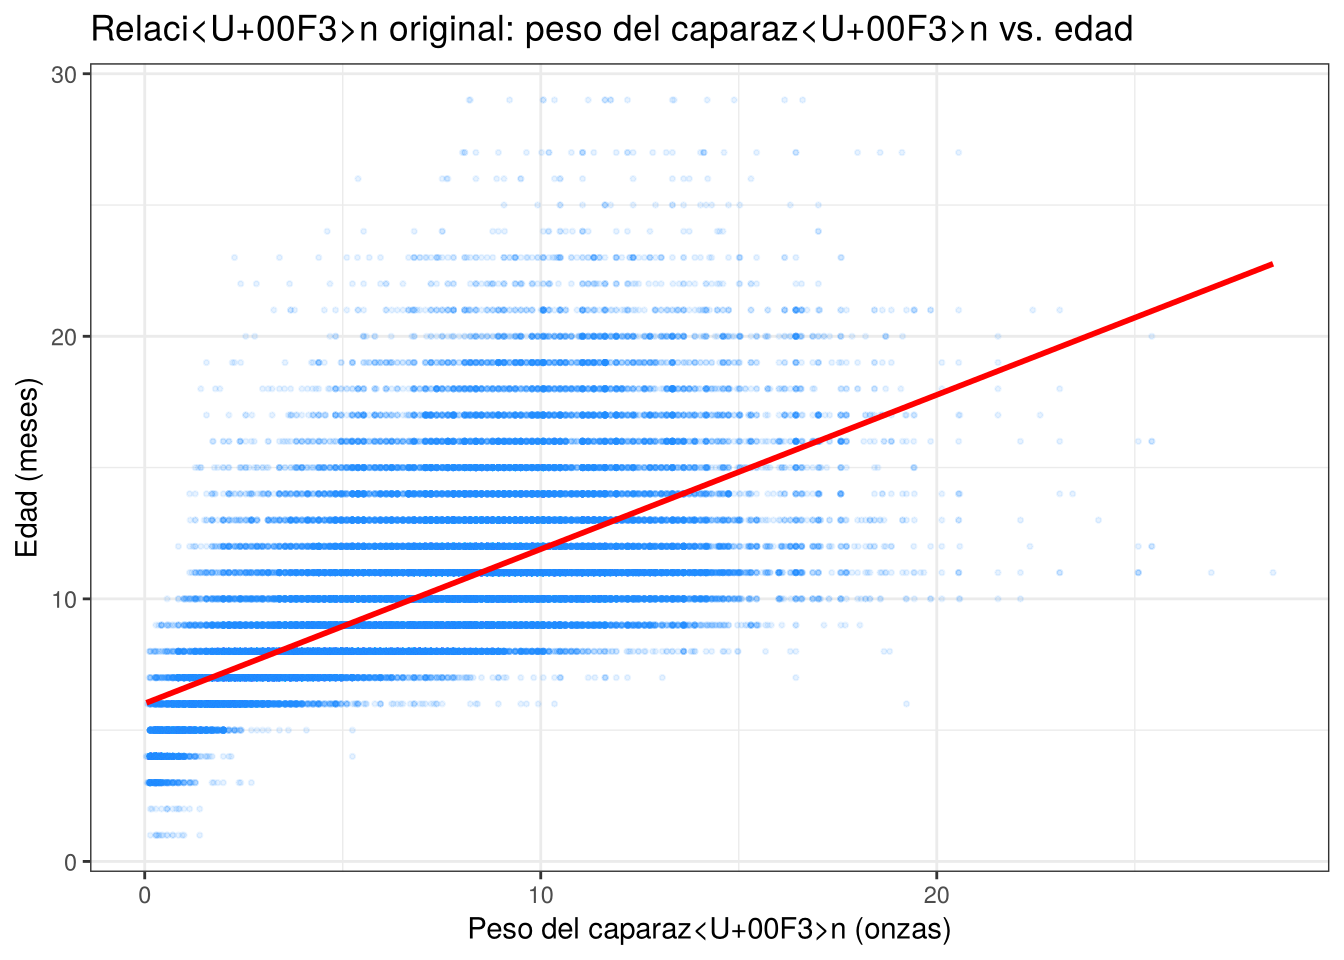 Relaci<U+00F3>n original: peso del caparaz<U+00F3>n vs. edad
30
20
10
0
Edad (meses)
0 10 20
Peso del caparaz<U+00F3>n (onzas)